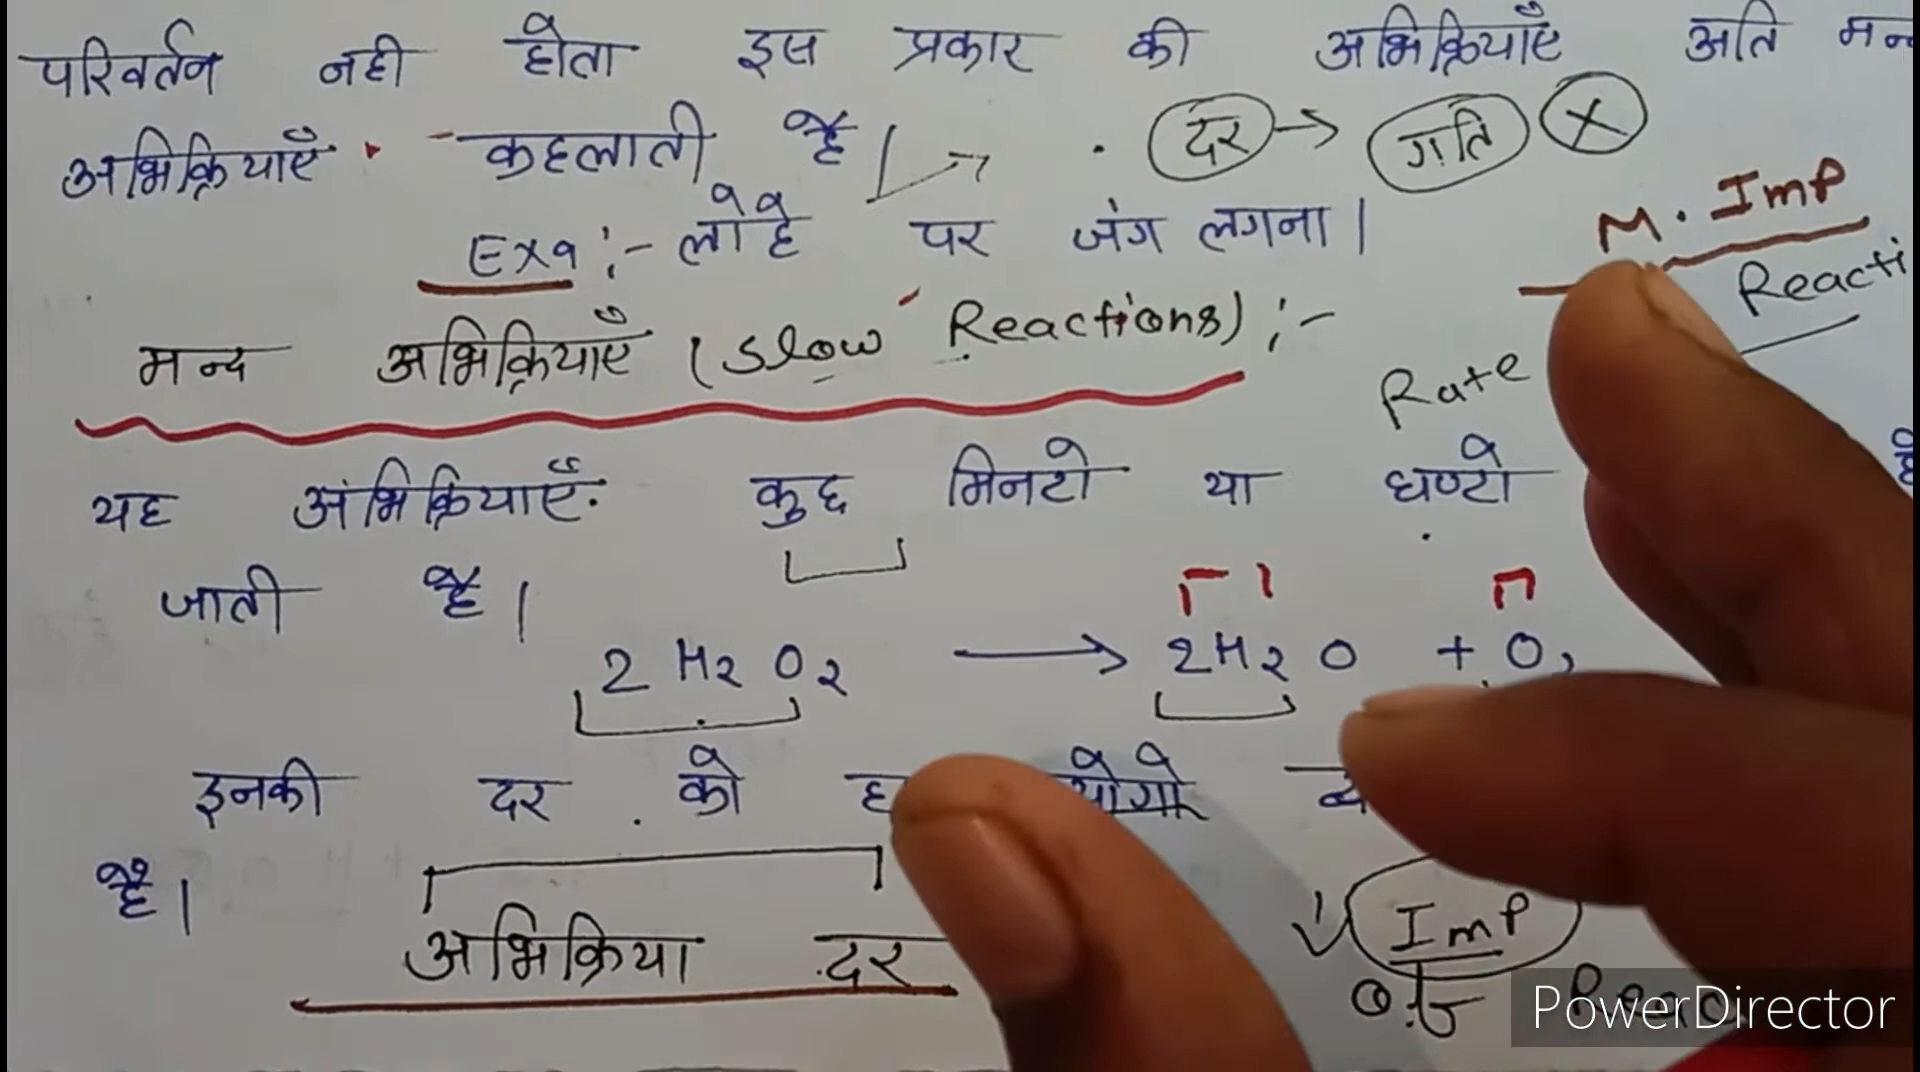 परिवर्तन नही होता इस प्रकार की अभिक्रियाएँ अति
अभिक्रियाएँ कहलाती है।
दर → गति X
M. Imp
Exa :- लोहे पर जंग लगना।
Reacti
मन्द अभिक्रियाएँ (Slow Reactions) :-
Rate
यह अभिक्रियाएँ कुछ मिनटो या घण्टो
जाती है।
2H2O2 → 2H2O + O2
इनकी दर को
है।
अभिक्रिया दर
Imp
of
PowerDirector